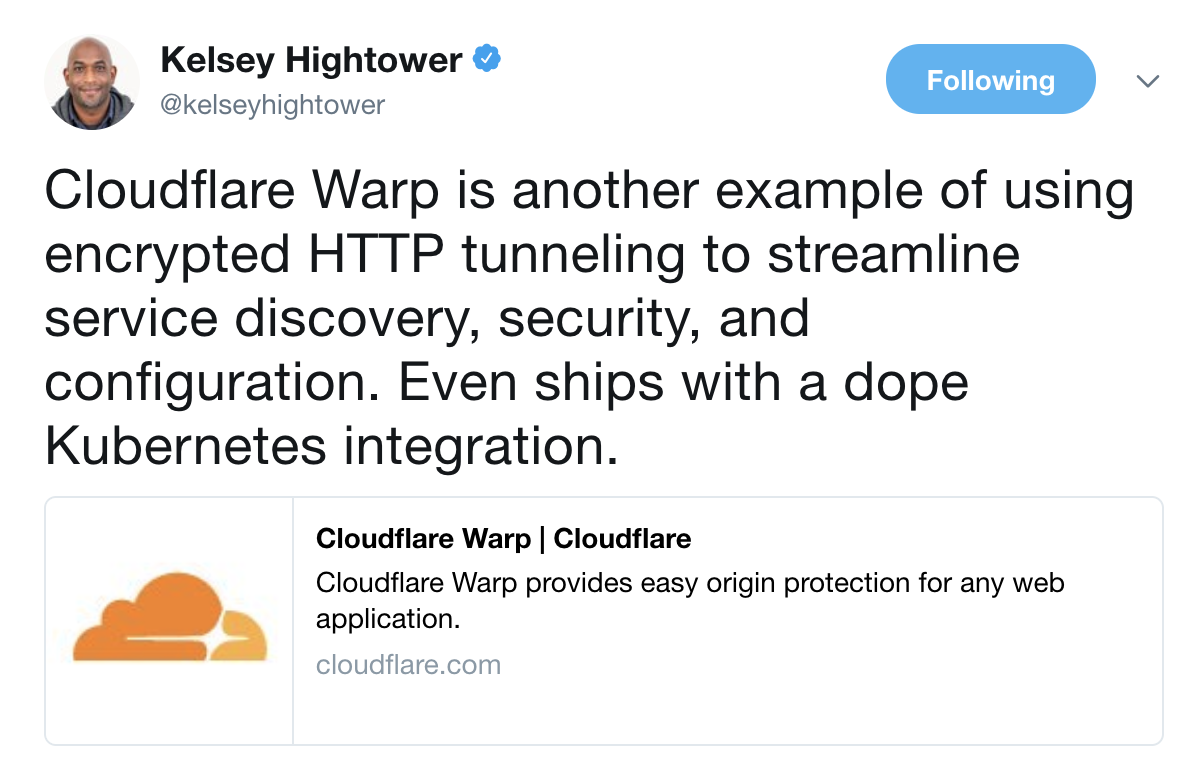 Kelsey Hightower
@kelseyhightower
Following
Cloudflare Warp is another example of using
encrypted HTTP tunneling to streamline
service discovery, security, and
configuration. Even ships with a dope
Kubernetes integration.
Cloudflare Warp | Cloudflare
Cloudflare Warp provides easy origin protection for any web
application.
cloudflare.com